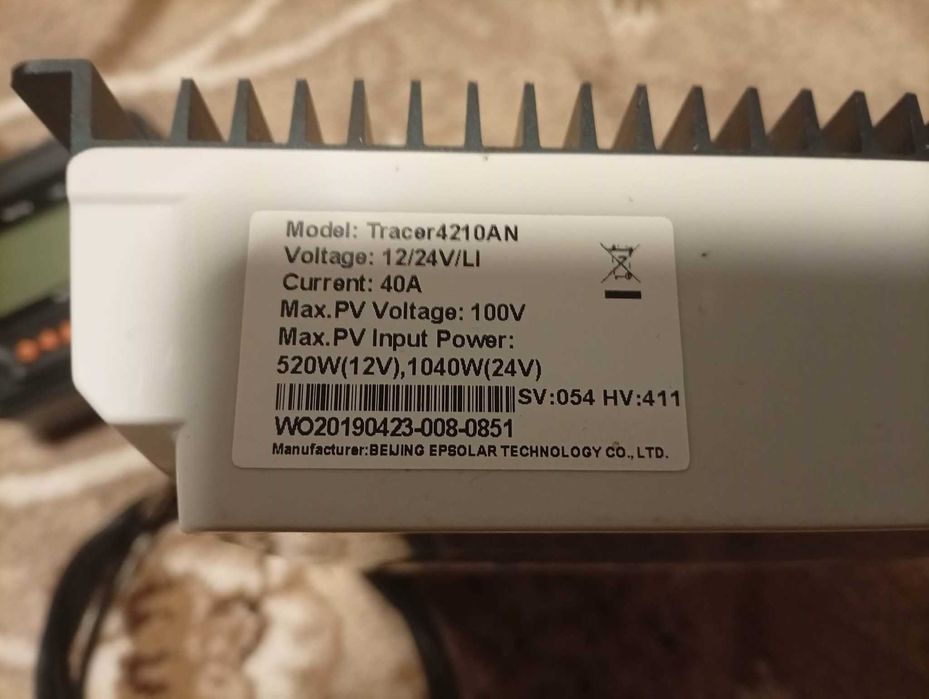 Model: Tracer4210AN
Voltage: 12/24V/LI
Current: 40A
Max.PV Voltage: 100V
Max.PV Input Power:
520W(12V),1040W(24V)
SV:054 HV:411
WO20190423-008-0851
Manufacturer:BEIJING EPSOLAR TECHNOLOGY CO., LTD.